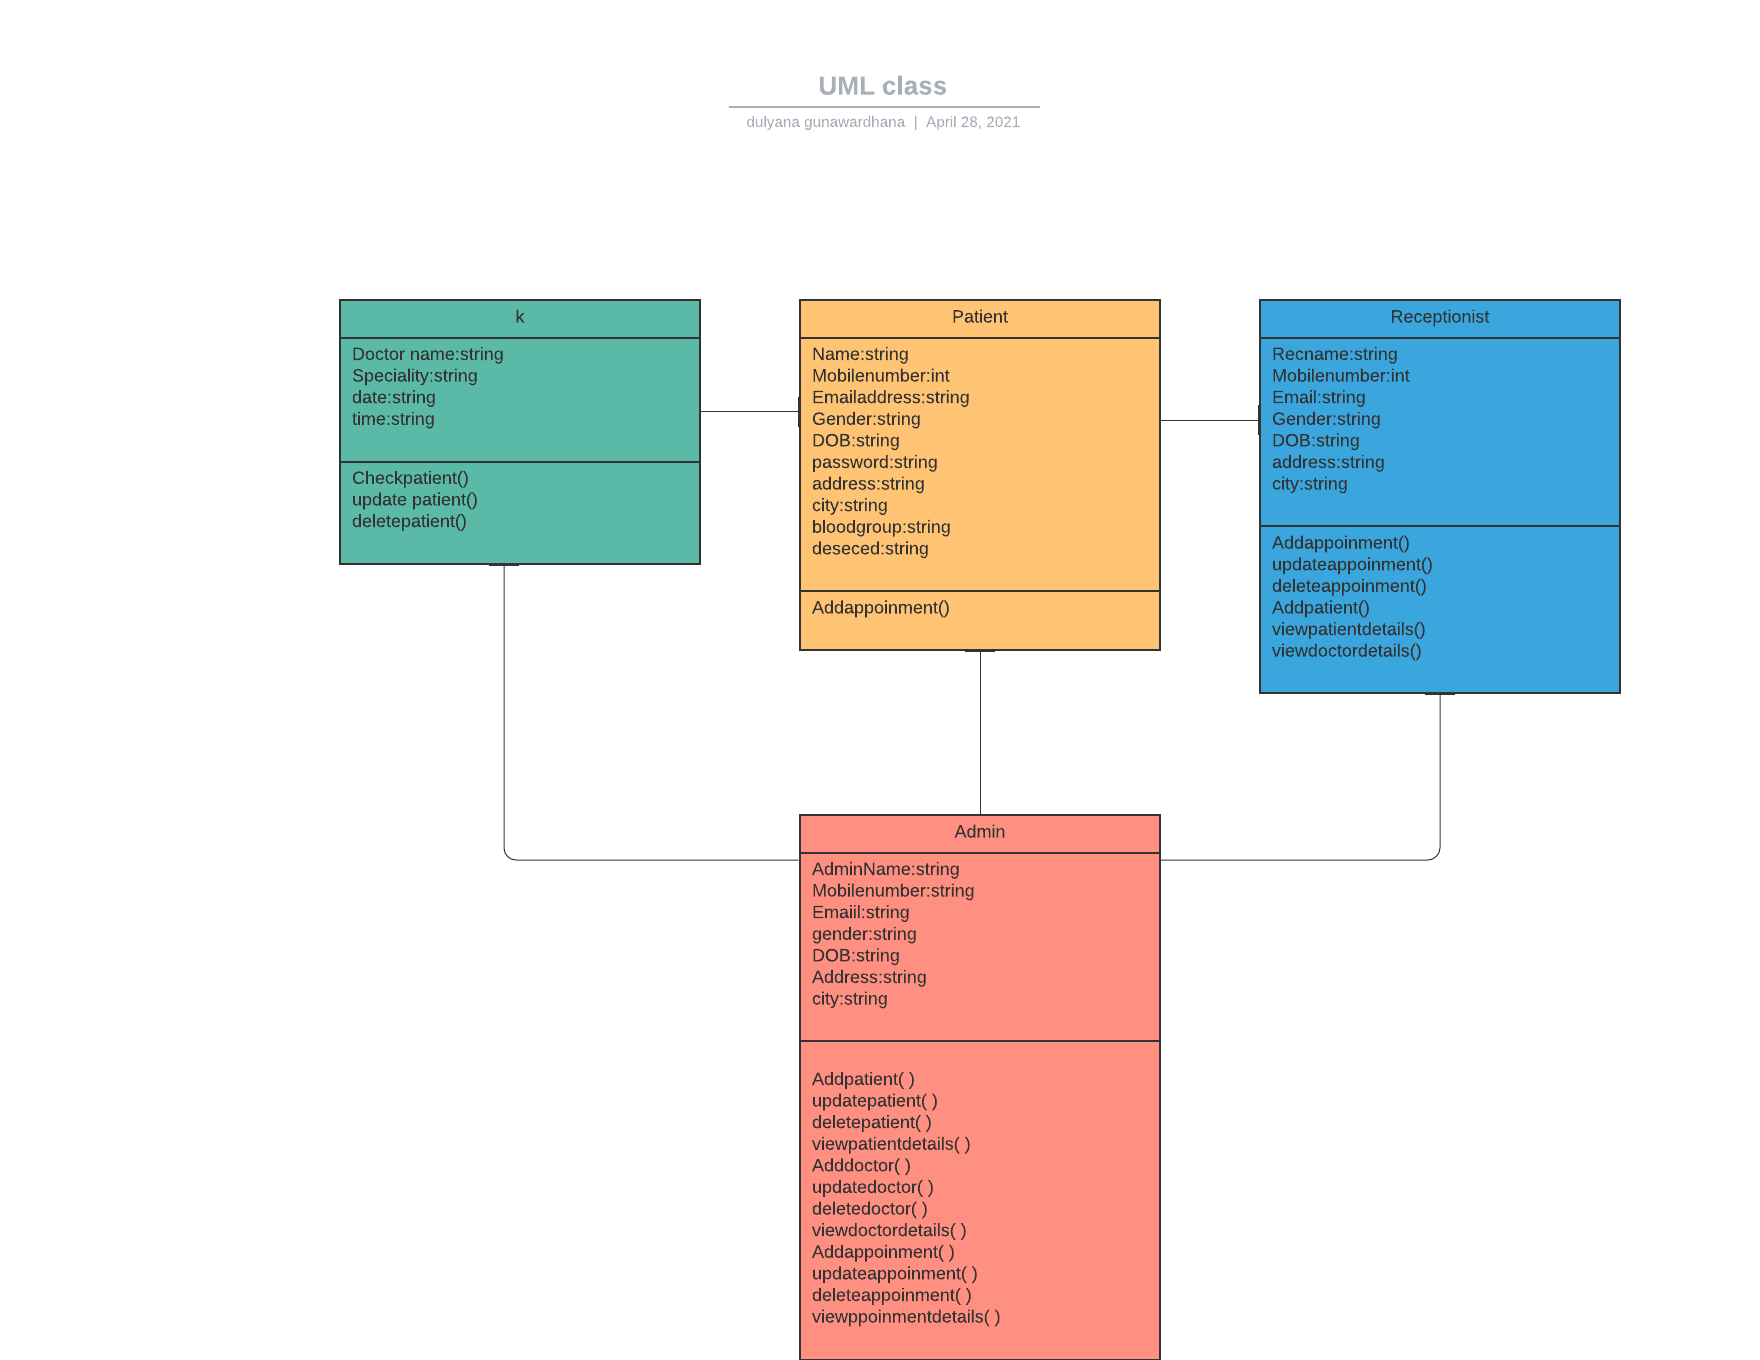 UML class
dulyana gunawardhana | April 28, 2021
k
Doctor name:string
Speciality:string
date:string
time:string
Checkpatient()
update patient()
deletepatient()
Patient
Name:string
Mobilenumber:int
Emailaddress:string
Gender:string
DOB:string
password:string
address:string
city:string
bloodgroup:string
deseced:string
Addappoinment()
Receptionist
Recname:string
Mobilenumber:int
Email:string
Gender:string
DOB:string
address:string
city:string
Addappoinment()
updateappoinment()
deleteappoinment()
Addpatient()
viewpatientdetails()
viewdoctordetails()
Admin
AdminName:string
Mobilenumber:string
Emaiil:string
gender:string
DOB:string
Address:string
city:string
Addpatient( )
updatepatient( )
deletepatient( )
viewpatientdetails( )
Adddoctor( )
updatedoctor( )
deletedoctor( )
viewdoctordetails( )
Addappoinment( )
updateappoinment( )
deleteappoinment( )
viewppoinmentdetails( )